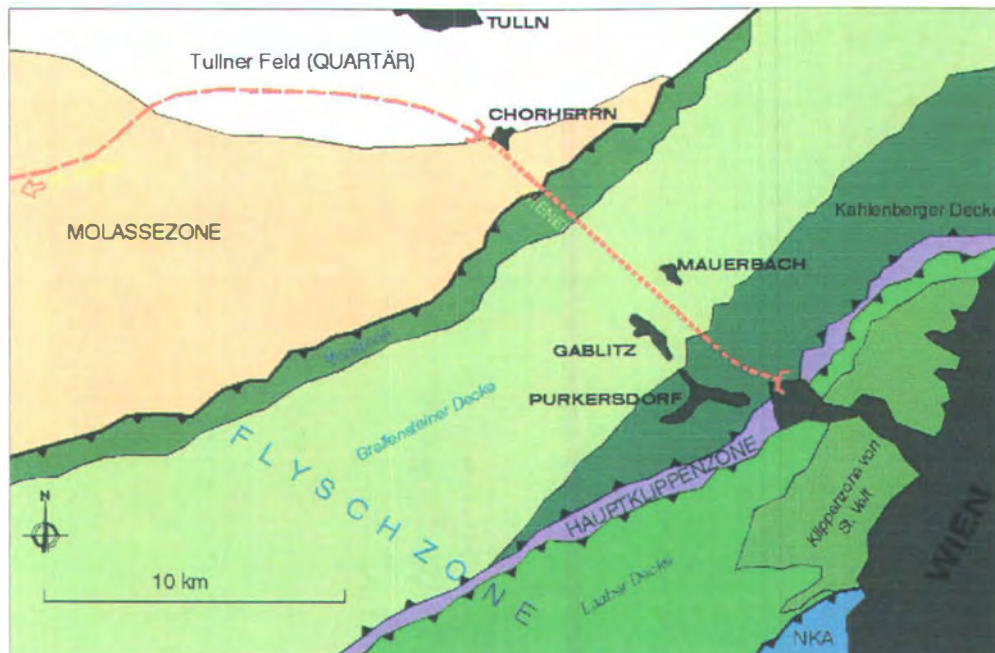 TULLN
Tullner Feld (QUARTÄR)
CHORHERRN
MOLASSEZONE
Kahlenberger Decke
MAUERBACH
GABLITZ
PURKERSDORF
Greifensteiner Decke
FLYSCHZONE
HAUPTKLIPPENZONE
Klippenzone von
St. Veit
WIEN
N
10 km
Laaber Decke
NKA